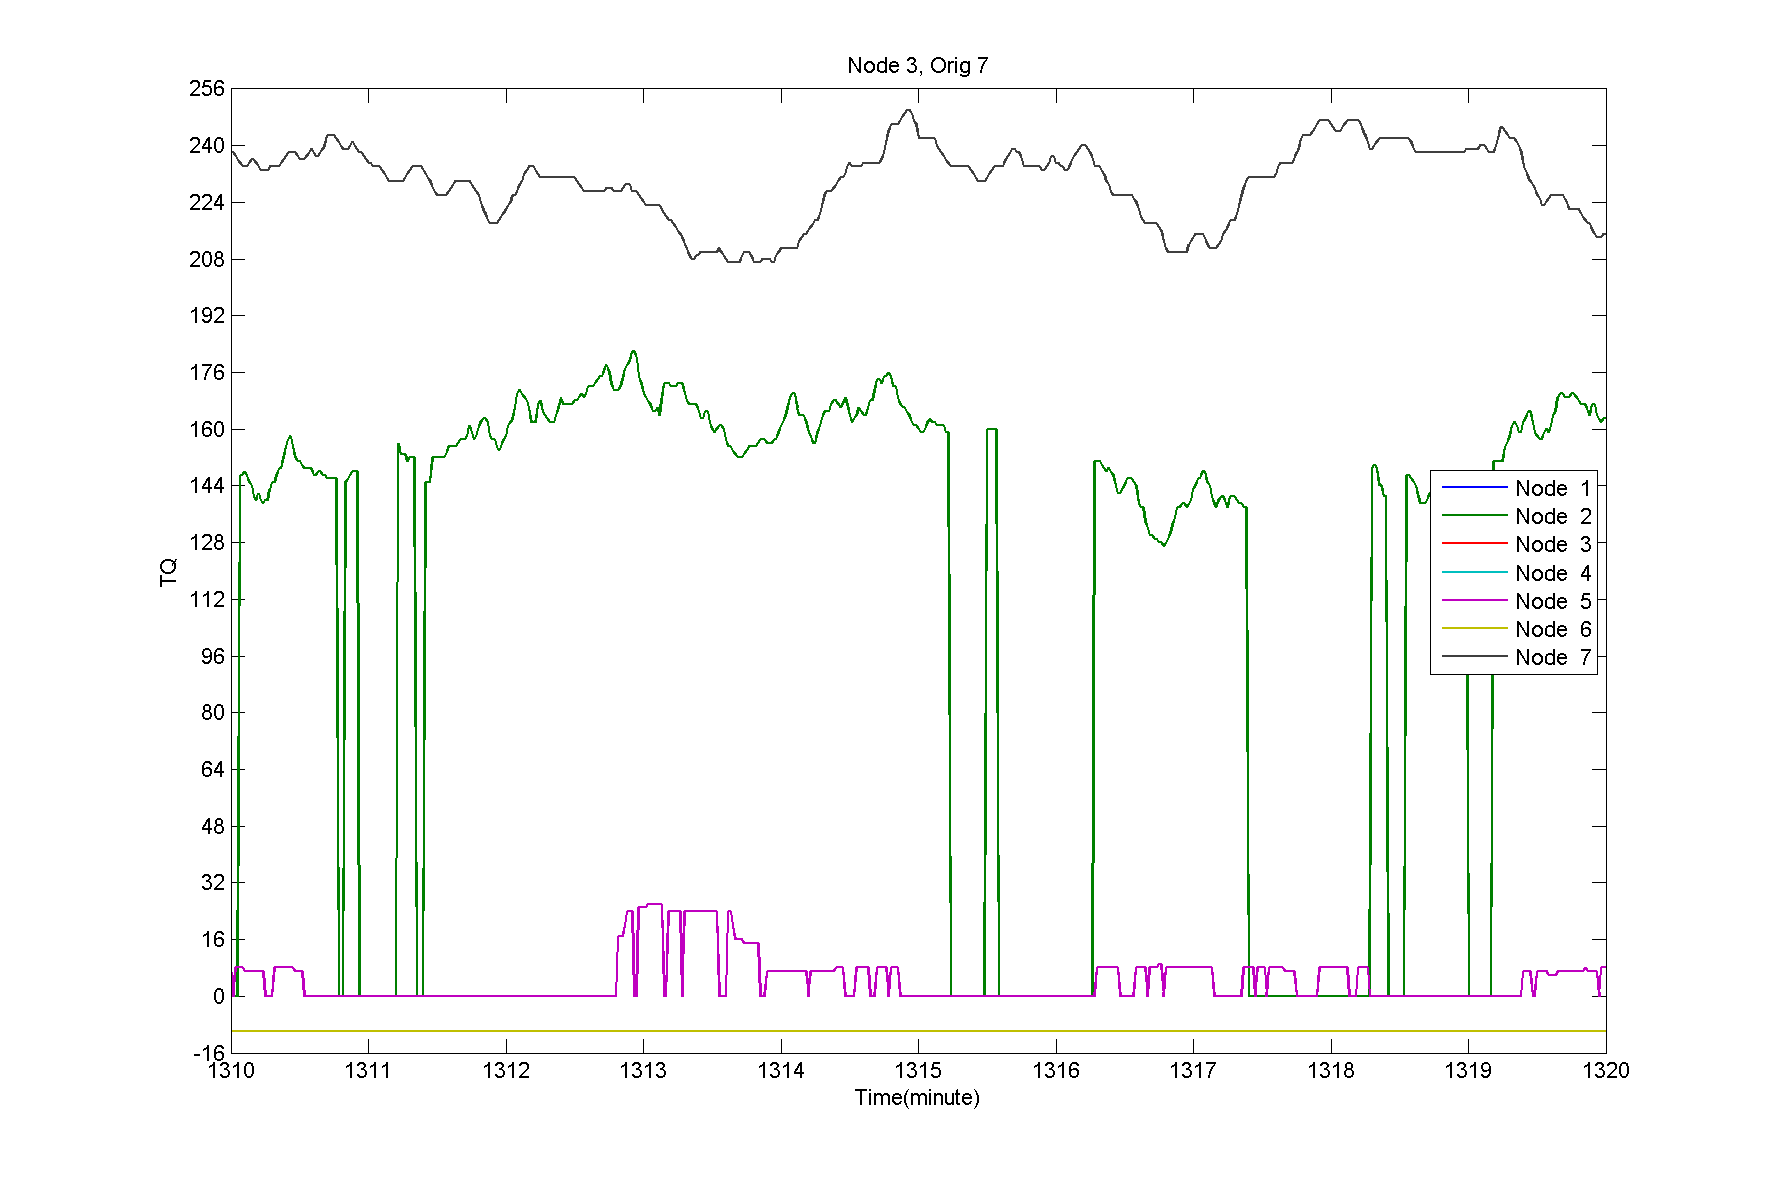 Node 3, Orig 7
256
240
224
208
192
176
160
144
128
112
96
80
64
48
32
16
0
-16
TQ
Node 1
Node 2
Node 3
Node 4
Node 5
Node 6
Node 7
1310 1311 1312 1313 1314 1315 1316 1317 1318 1319 1320
Time(minute)